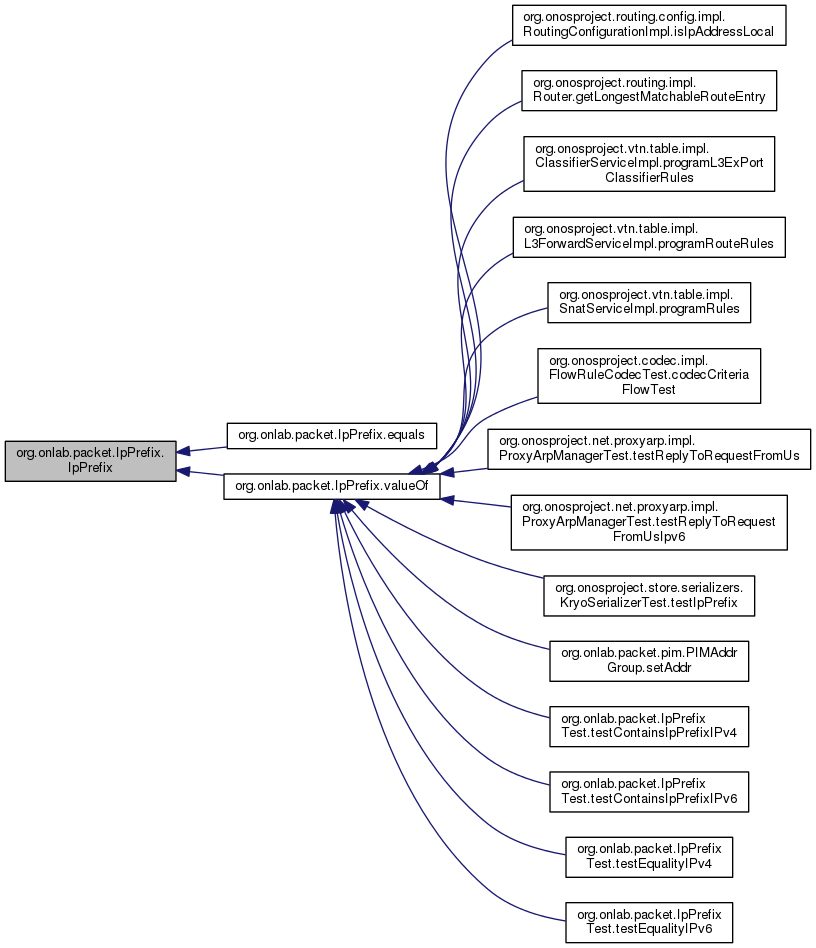 org.onosproject.routing.config.impl.
RoutingConfigurationImpl.isIpAddressLocal
org.onosproject.routing.impl.
Router.getLongestMatchableRouteEntry
org.onosproject.vtn.table.impl.
ClassifierServiceImpl.programL3ExPort
ClassifierRules
org.onosproject.vtn.table.impl.
L3ForwardServiceImpl.programRouteRules
org.onosproject.vtn.table.impl.
SnatServiceImpl.programRules
org.onosproject.codec.impl.
FlowRuleCodecTest.codecCriteria
FlowTest
org.onlab.packet.IpPrefix.
IpPrefix
org.onlab.packet.IpPrefix.equals
org.onlab.packet.IpPrefix.valueOf
org.onosproject.net.proxyarp.impl.
ProxyArpManagerTest.testReplyToRequestFromUs
org.onosproject.net.proxyarp.impl.
ProxyArpManagerTest.testReplyToRequest
FromUsIpv6
org.onosproject.store.serializers.
KryoSerializerTest.testIpPrefix
org.onlab.packet.pim.PIMAddr
Group.setAddr
org.onlab.packet.IpPrefix
Test.testContainsIpPrefixIPv4
org.onlab.packet.IpPrefix
Test.testContainsIpPrefixIPv6
org.onlab.packet.IpPrefix
Test.testEqualityIPv4
org.onlab.packet.IpPrefix
Test.testEqualityIPv6